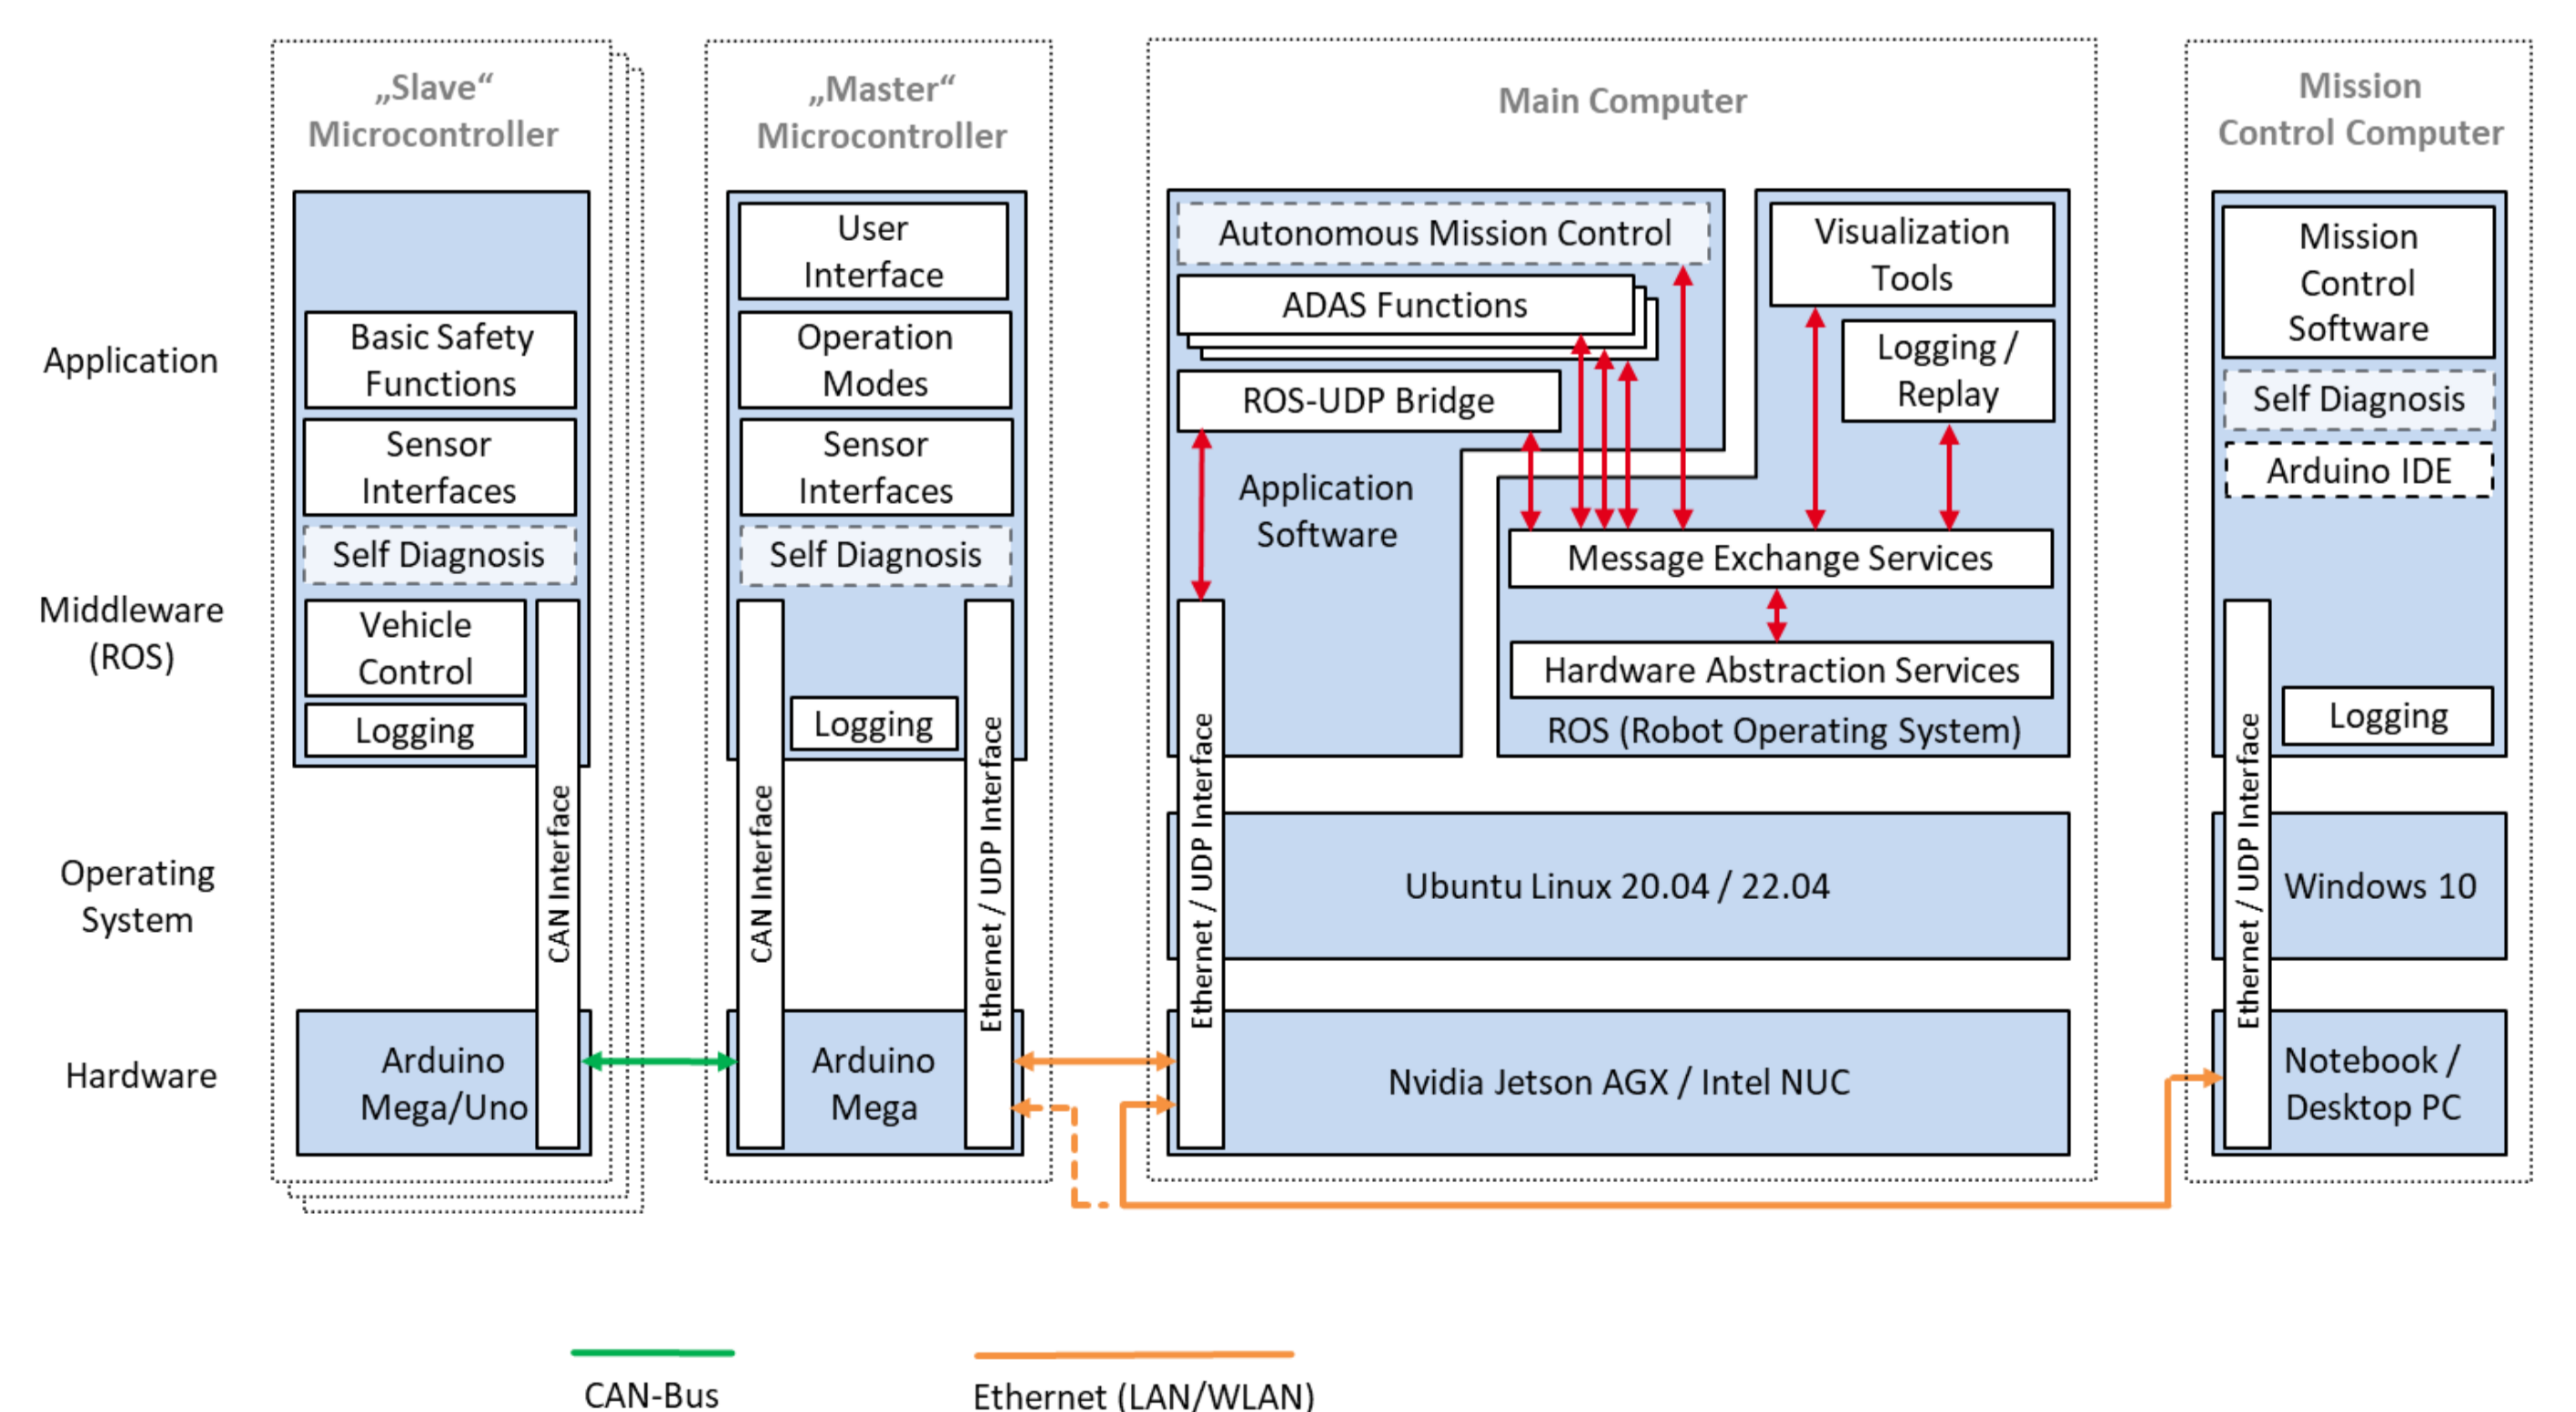 „Slave“
Microcontroller
„Master“
Microcontroller
Main Computer
Mission
Control Computer
Application
Middleware
(ROS)
Operating
System
Hardware
Basic Safety
Functions
Sensor
Interfaces
Self Diagnosis
Vehicle
Control
Logging
CAN Interface
Arduino
Mega/Uno
User
Interface
Operation
Modes
Sensor
Interfaces
Self Diagnosis
Logging
CAN Interface
Ethernet / UDP Interface
Arduino
Mega
Autonomous Mission Control
ADAS Functions
ROS-UDP Bridge
Application
Software
Ethernet / UDP Interface
Visualization
Tools
Logging /
Replay
Message Exchange Services
Hardware Abstraction Services
ROS (Robot Operating System)
Ubuntu Linux 20.04 / 22.04
Nvidia Jetson AGX / Intel NUC
Mission
Control
Software
Self Diagnosis
Arduino IDE
Logging
Ethernet / UDP Interface
Windows 10
Notebook /
Desktop PC
CAN-Bus
Ethernet (LAN/WLAN)